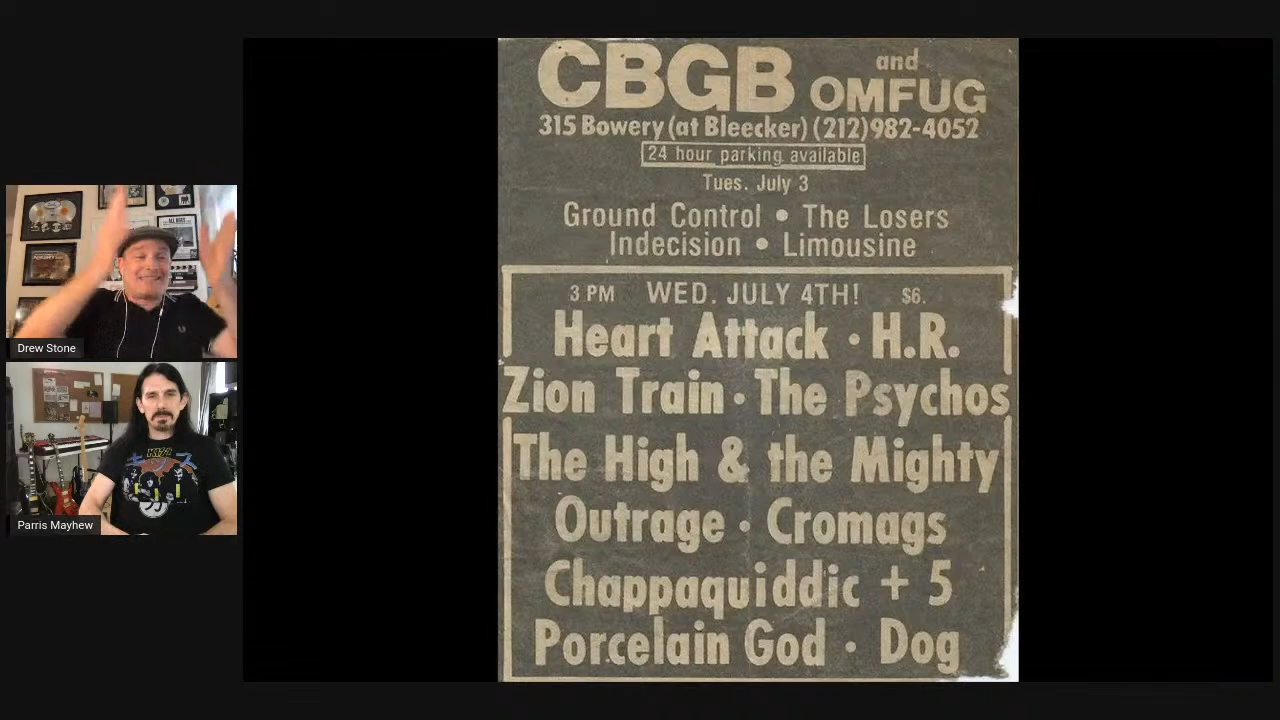 CBGB and OMFUG
315 Bowery (at Bleecker) (212)982-4052
24 hour parking available
Tues. July 3
Ground Control • The Losers
Indecision • Limousine
3 PM WED. JULY 4TH! $6.
Heart Attack • H.R.
Zion Train • The Psychos
The High & the Mighty
Outrage • Cromags
Chappaquiddic + 5
Porcelain God • Dog
Drew Stone
KISS
Parris Mayhew